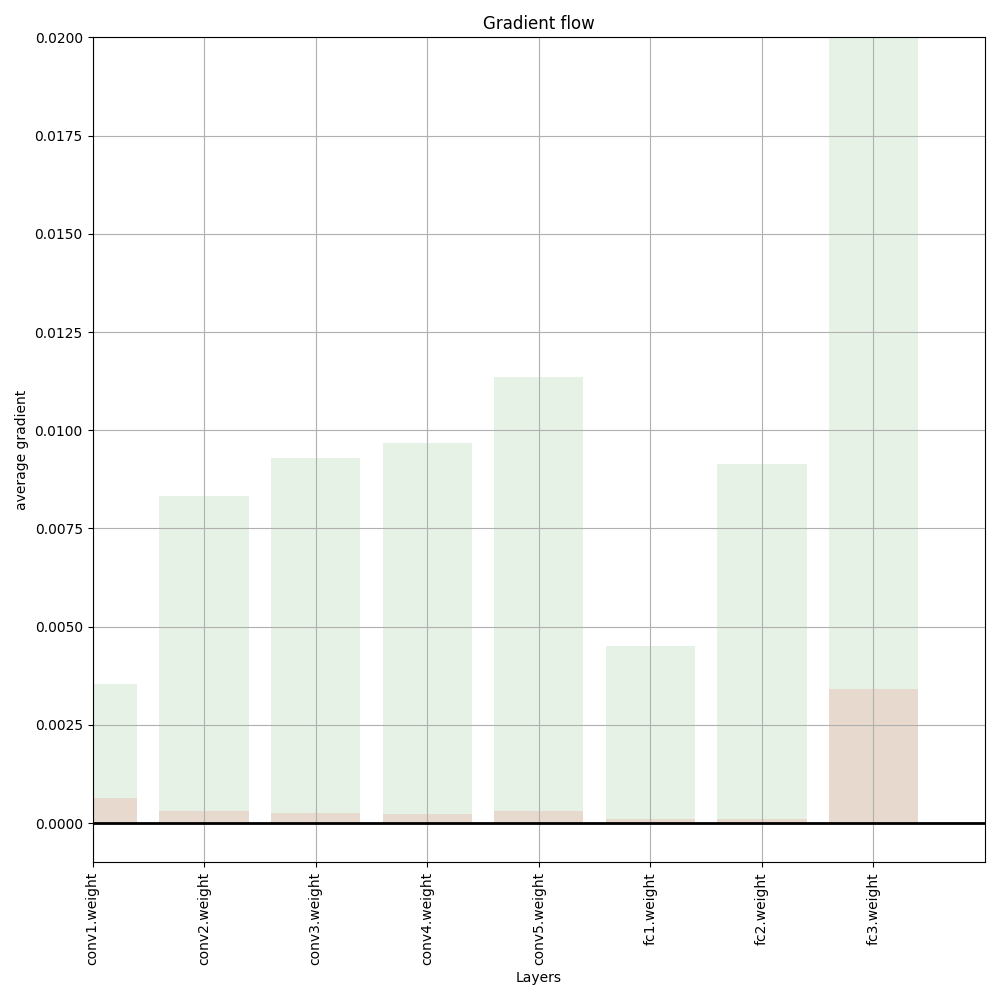 Gradient flow
0.0200
0.0175
0.0150
0.0125
0.0100
0.0075
0.0050
0.0025
0.0000
average gradient
conv1.weight
conv2.weight
conv3.weight
conv4.weight
conv5.weight
fc1.weight
fc2.weight
fc3.weight
Layers